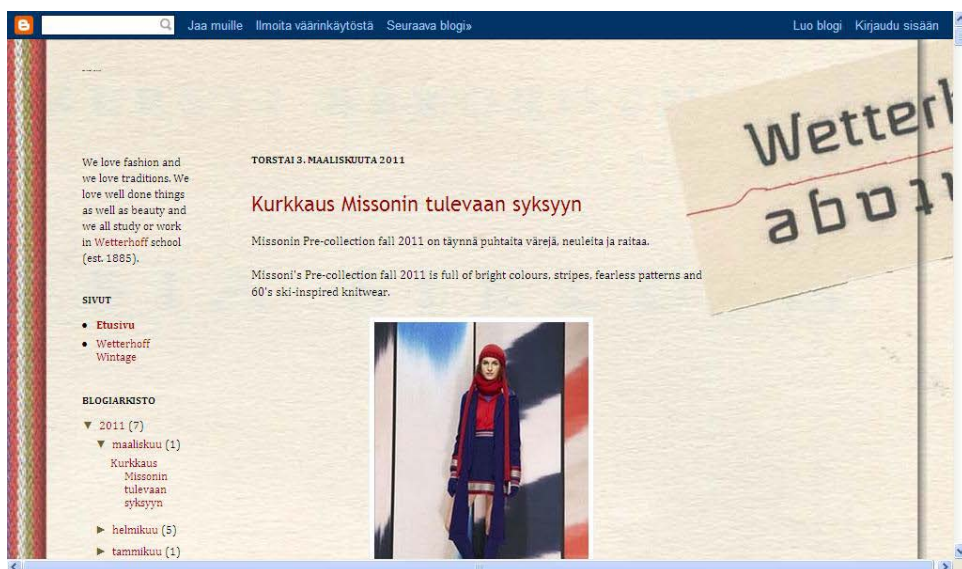 Jaa muille Ilmoita väärinkäytöstä Seuraava blogi» Luo blogi Kirjaudu sisään
Wetterh
We love fashion and
we love traditions. We
love well done things
as well as beauty and
we all study or work
in Wetterhoff school
(est. 1885).
SIVUT
Etusivu
Wetterhoff
Wintage
BLOGIARKISTO
▼ 2011 (7)
▼ maaliskuu (1)
Kurkkaus
Missonin
tulevaan
syksyyn
► helmikuu (5)
► tammikuu (1)
TORSTAI 3. MAALISKUUTA 2011
Kurkkaus Missonin tulevaan syksyyn
Missonin Pre-collection fall 2011 on täynnä puhtaita värejä, neuleita ja raitaa.
Missoni's Pre-collection fall 2011 is full of bright colours, stripes, fearless patterns and
60's ski-inspired knitwear.